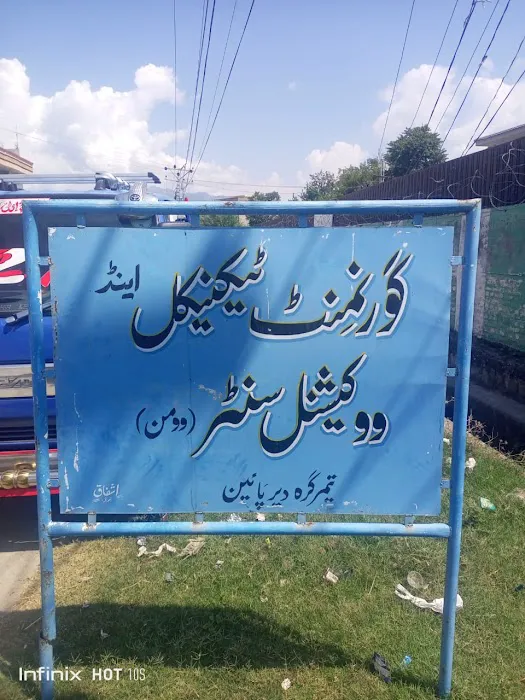 گورنمنٹ ٹیکنیکل اینڈ
ووکیشنل سنٹر (وومن)
تیمرگرہ دیر پائین
اشفاق
Infinix HOT 10S